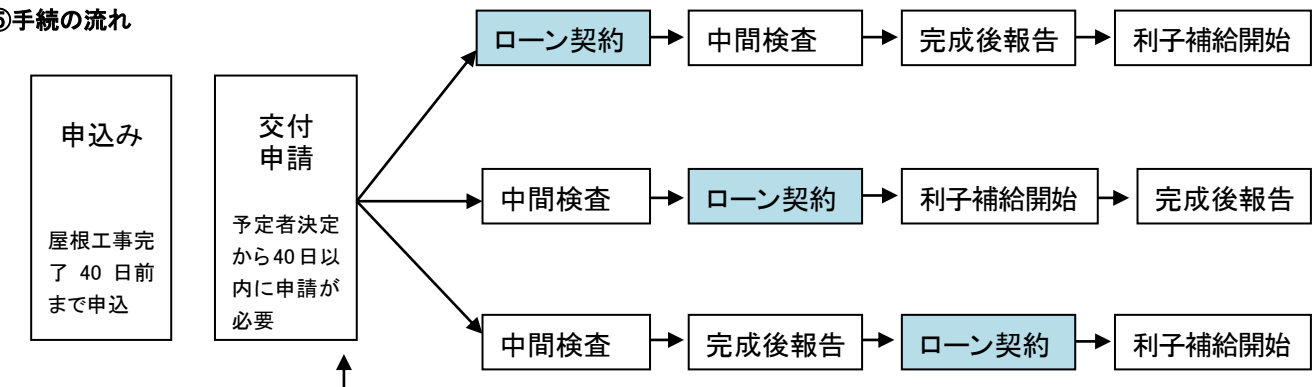 ⑤手続の流れ
申込み
屋根工事完
了 40 日前
まで申込
交付
申請
予定者決定
から40日以
内に申請が
必要
ローン契約
中間検査
完成後報告
利子補給開始
中間検査
ローン契約
利子補給開始
完成後報告
中間検査
完成後報告
ローン契約
利子補給開始